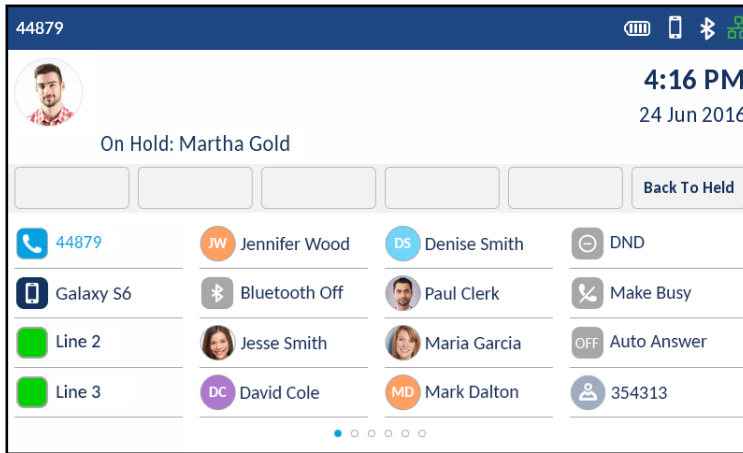 44879
4:16 PM
24 Jun 2016
On Hold: Martha Gold
Back To Held
44879 JW Jennifer Wood DS Denise Smith DND
Galaxy S6 Bluetooth Off Paul Clerk Make Busy
Line 2 Jesse Smith Maria Garcia OFF Auto Answer
Line 3 DC David Cole MD Mark Dalton 354313